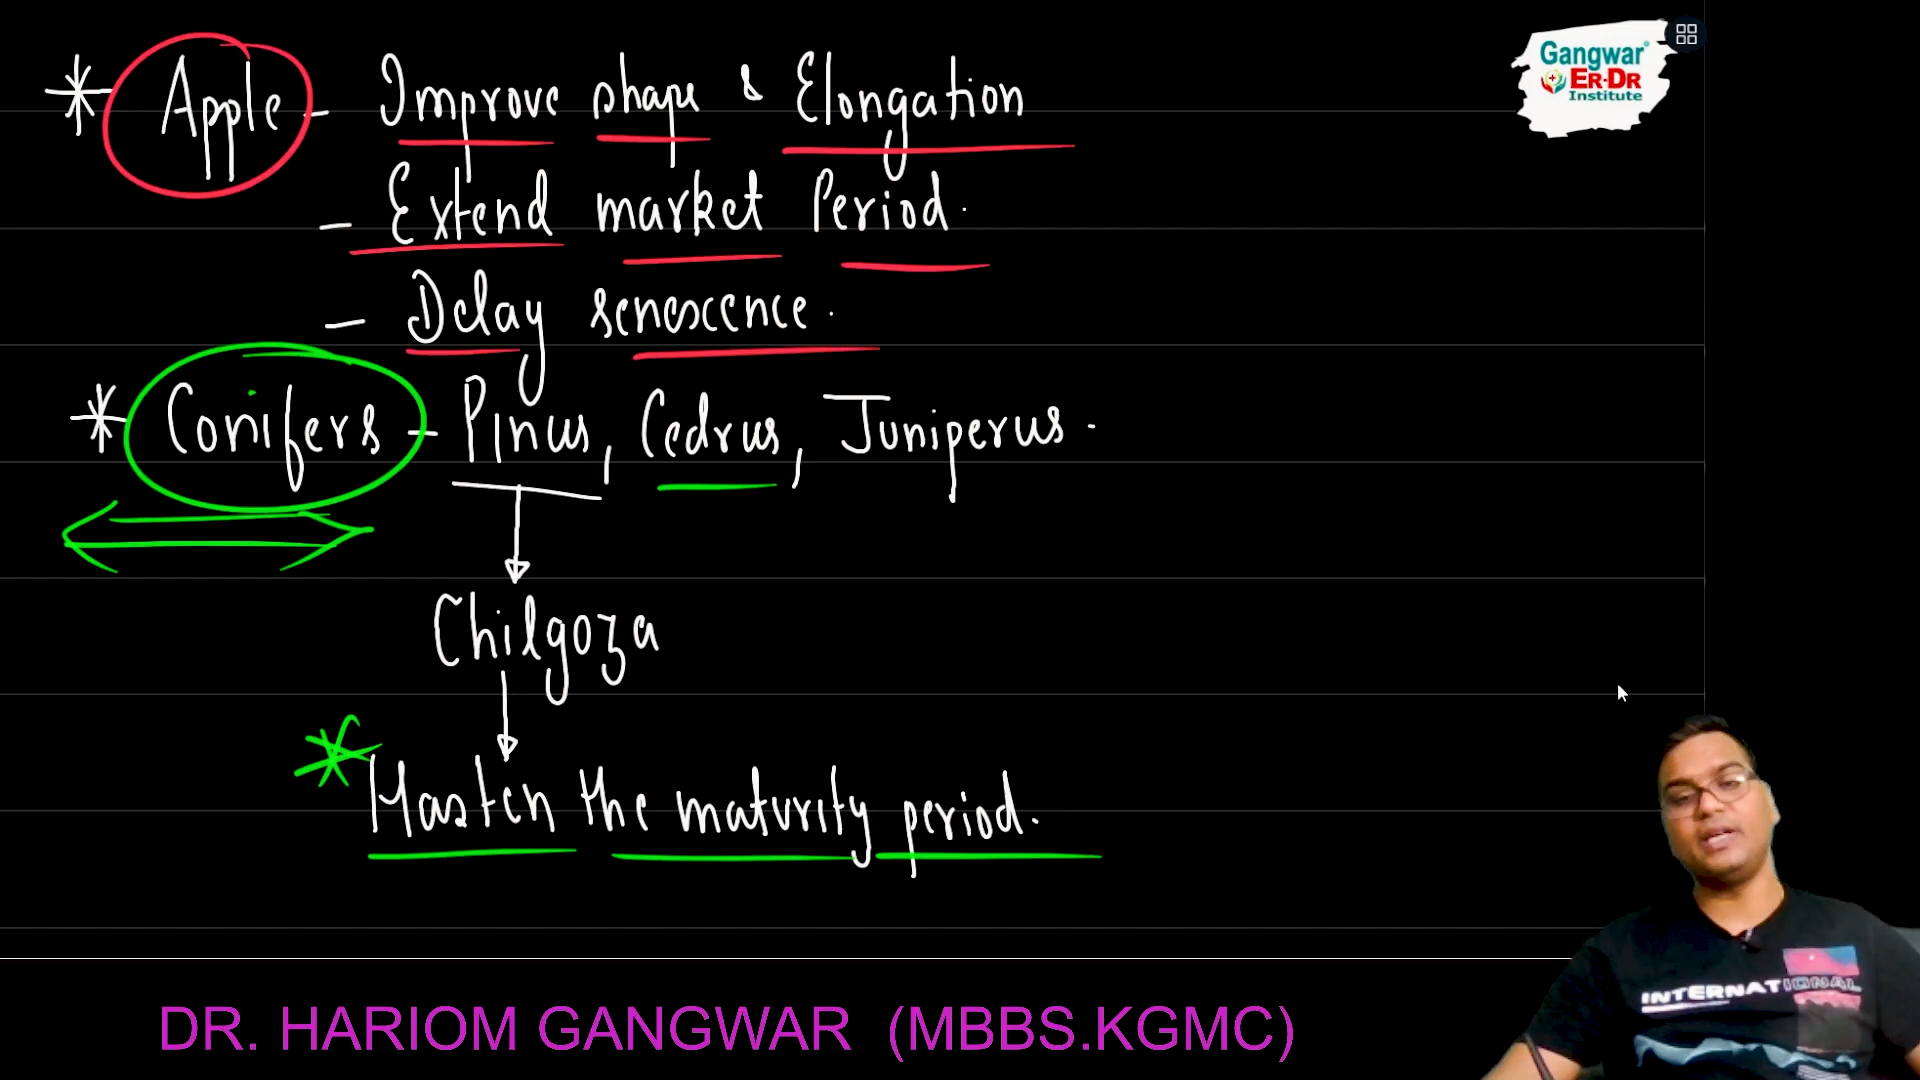 * Apple - Improve shape & Elongation
- Extend market Period.
- Delay senescence.
* Conifers - Pinus, Cedrus, Juniperus.
Chilgoza
* Hasten the maturity period.
Gangwar
ER-DR
Institute
INTERNATIONAL
DR. HARIOM GANGWAR (MBBS.KGMC)